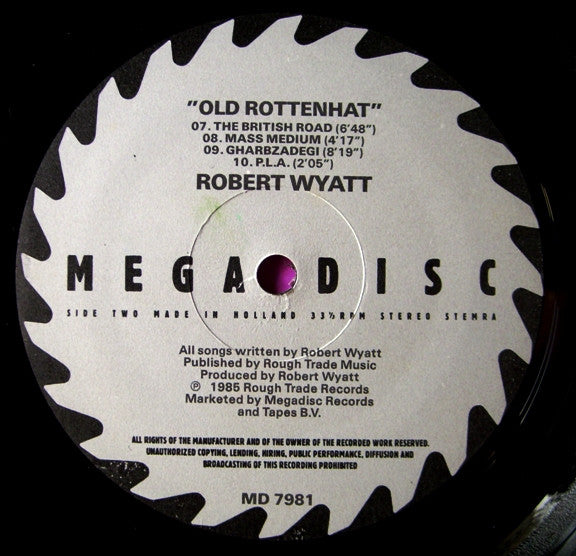 "OLD ROTTENHAT"
07. THE BRITISH ROAD (6'48")
08. MASS MEDIUM (4'17")
09. GHARBZADEGI (8'19")
10. P.L.A. (2'05")
ROBERT WYATT
MEGADISC
SIDE TWO MADE IN HOLLAND 33⅓RPM STEREO STEMRA
All songs written by Robert Wyatt
Published by Rough Trade Music
Produced by Robert Wyatt
℗ 1985 Rough Trade Records
Marketed by Megadisc Records
and Tapes B.V.
ALL RIGHTS OF THE MANUFACTURER AND OF THE OWNER OF THE RECORDED WORK RESERVED.
UNAUTHORIZED COPYING, LENDING, HIRING, PUBLIC PERFORMANCE, DIFFUSION AND
BROADCASTING OF THIS RECORDING PROHIBITED
MD 7981